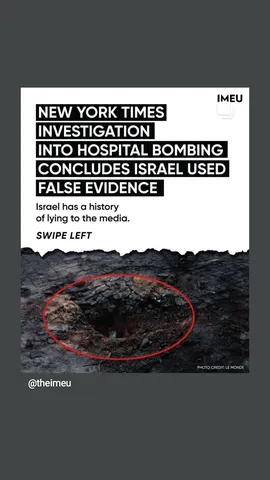 IMEU
NEW YORK TIMES
INVESTIGATION
INTO HOSPITAL BOMBING
CONCLUDES ISRAEL USED
FALSE EVIDENCE
Israel has a history
of lying to the media.
SWIPE LEFT
PHOTO CREDIT: LE MONDE
@theimeu